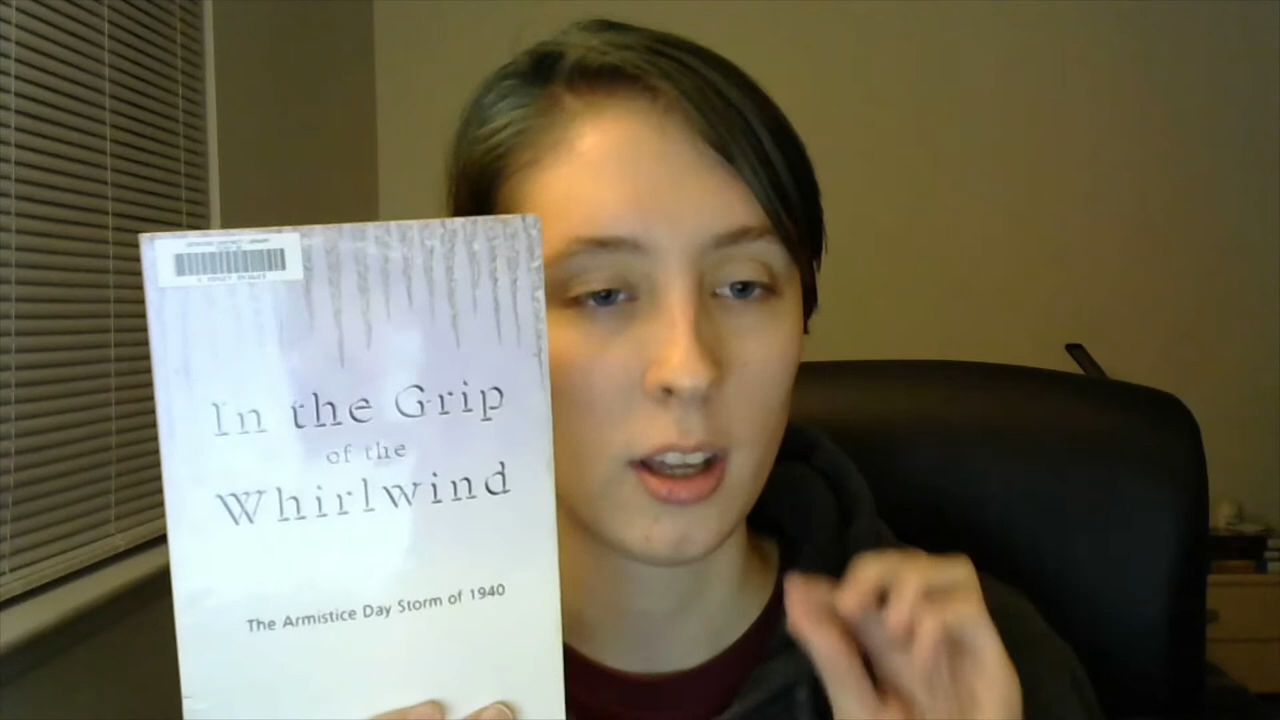 In the Grip
of the
Whirlwind
The Armistice Day Storm of 1940